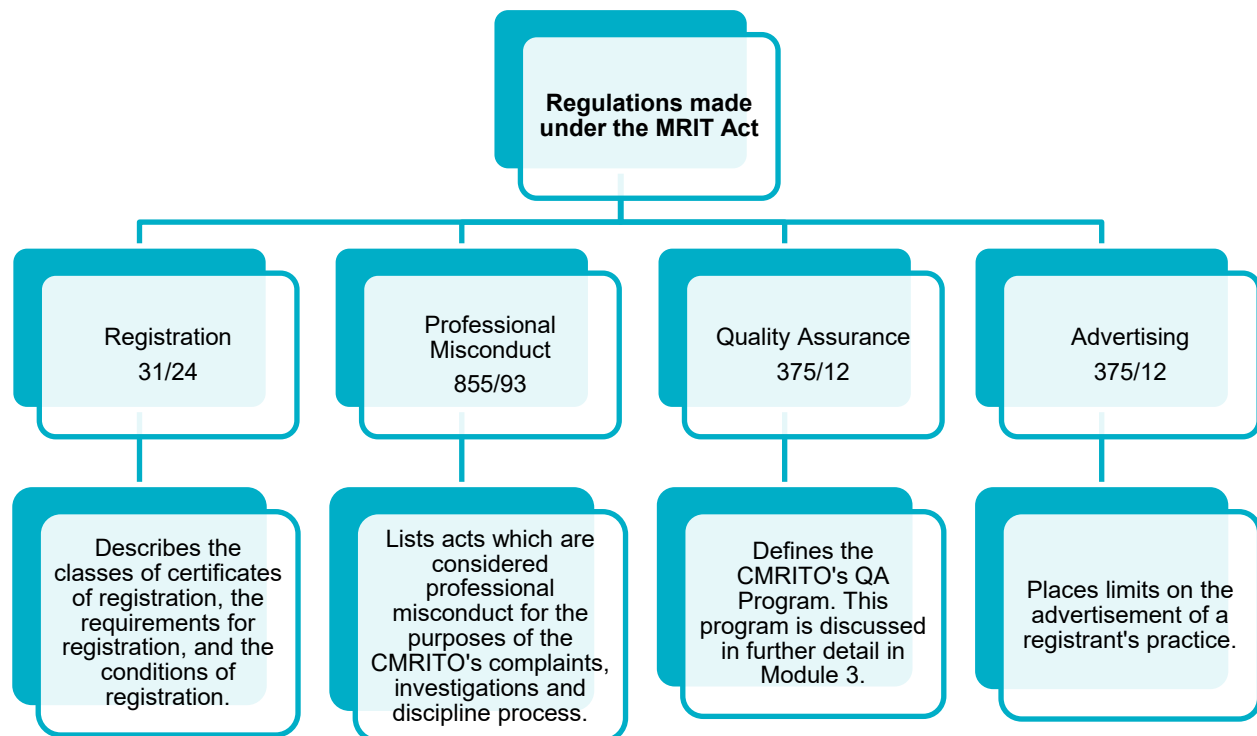 Regulations made
under the MRIT Act
Registration
31/24
Professional
Misconduct
855/93
Quality Assurance
375/12
Advertising
375/12
Describes the
classes of certificates
of registration, the
requirements for
registration, and the
conditions of
registration.
Lists acts which are
considered
professional
misconduct for the
purposes of the
CMRITO's complaints,
investigations and
discipline process.
Defines the
CMRITO's QA
Program. This
program is discussed
in further detail in
Module 3.
Places limits on the
advertisement of a
registrant's practice.